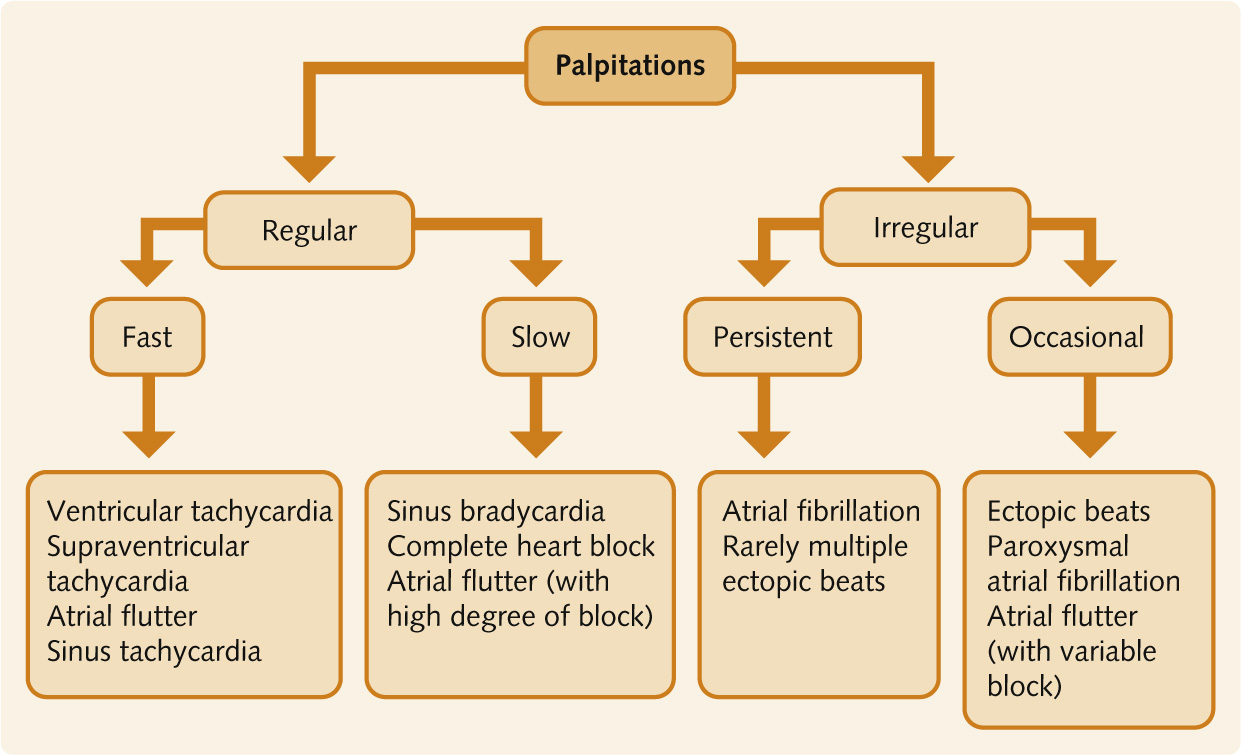 Palpitations
Regular
Irregular
Fast
Slow
Persistent
Occasional
Ventricular tachycardia
Supraventricular
tachycardia
Atrial flutter
Sinus tachycardia
Sinus bradycardia
Complete heart block
Atrial flutter (with
high degree of block)
Atrial fibrillation
Rarely multiple
ectopic beats
Ectopic beats
Paroxysmal
atrial fibrillation
Atrial flutter
(with variable
block)